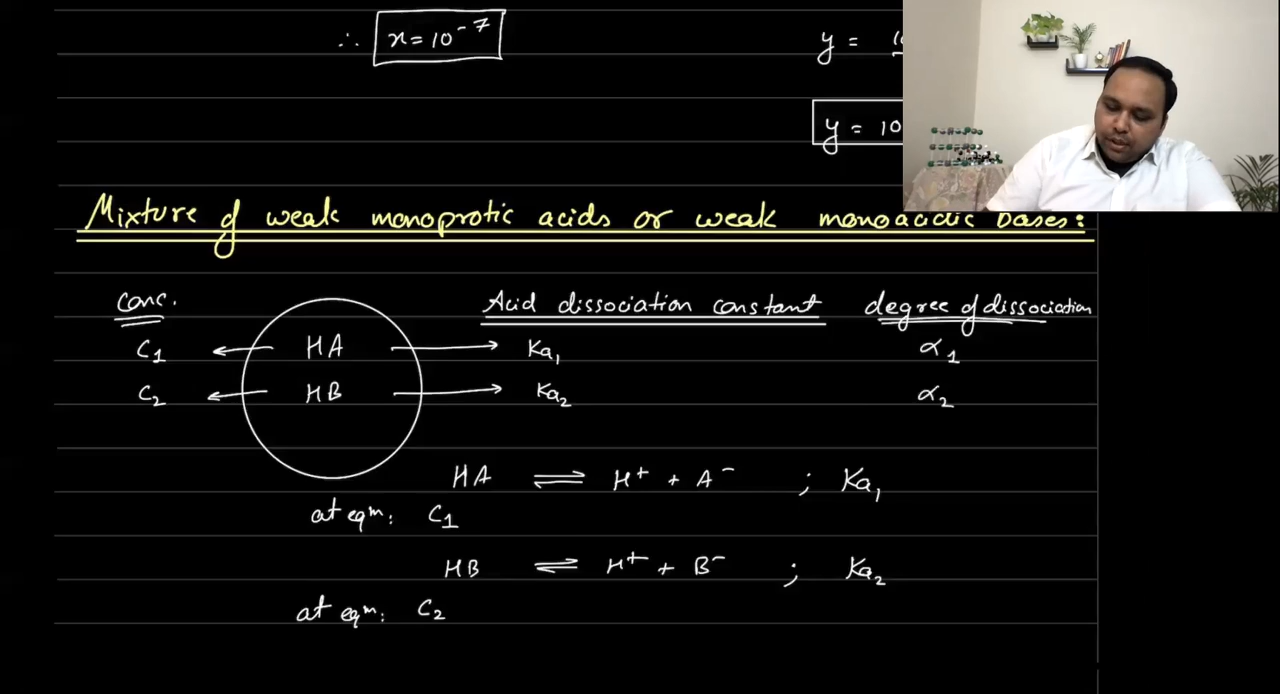 ∴ x = 10⁻⁷
y =
y = 10
Mixture of weak monoprotic acids or weak monoacidic bases:
conc. Acid dissociation constant degree of dissociation
C₁ ← HA → Ka₁ α₁
C₂ ← HB → Ka₂ α₂
HA ⇌ H⁺ + A⁻ ; Ka₁
at eqm: C₁
HB ⇌ H⁺ + B⁻ ; Ka₂
at eqm: C₂